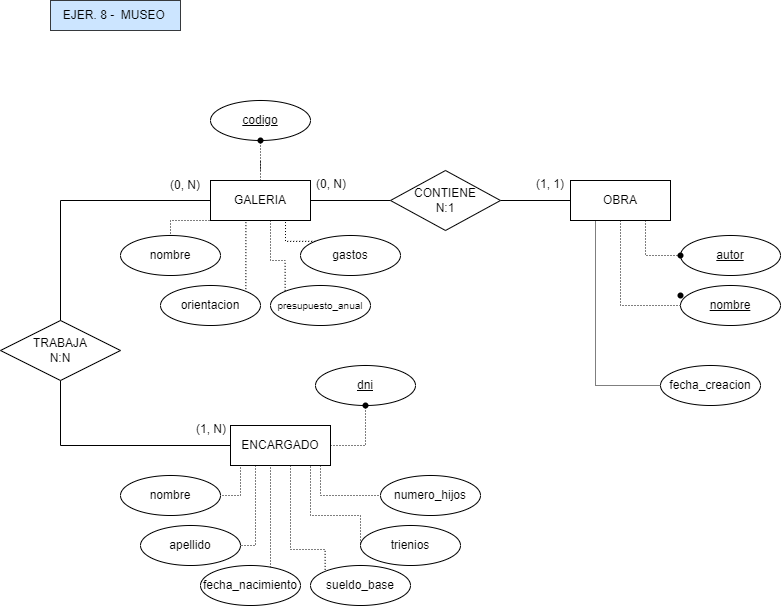 EJER. 8 - MUSEO
codigo
(0, N)
GALERIA
(0, N)
CONTIENE
N:1
(1, 1)
OBRA
nombre
gastos
autor
orientacion
presupuesto_anual
nombre
TRABAJA
N:N
fecha_creacion
dni
(1, N)
ENCARGADO
nombre
numero_hijos
apellido
trienios
fecha_nacimiento
sueldo_base